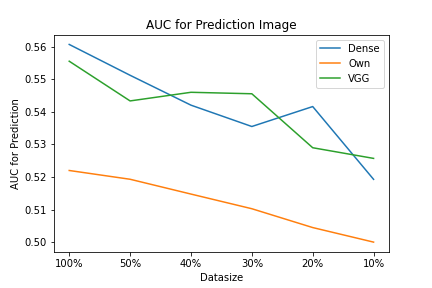 AUC for Prediction Image
Dense
Own
VGG
0.56
0.55
0.54
0.53
0.52
0.51
0.50
AUC for Prediction
100% 50% 40% 30% 20% 10%
Datasize